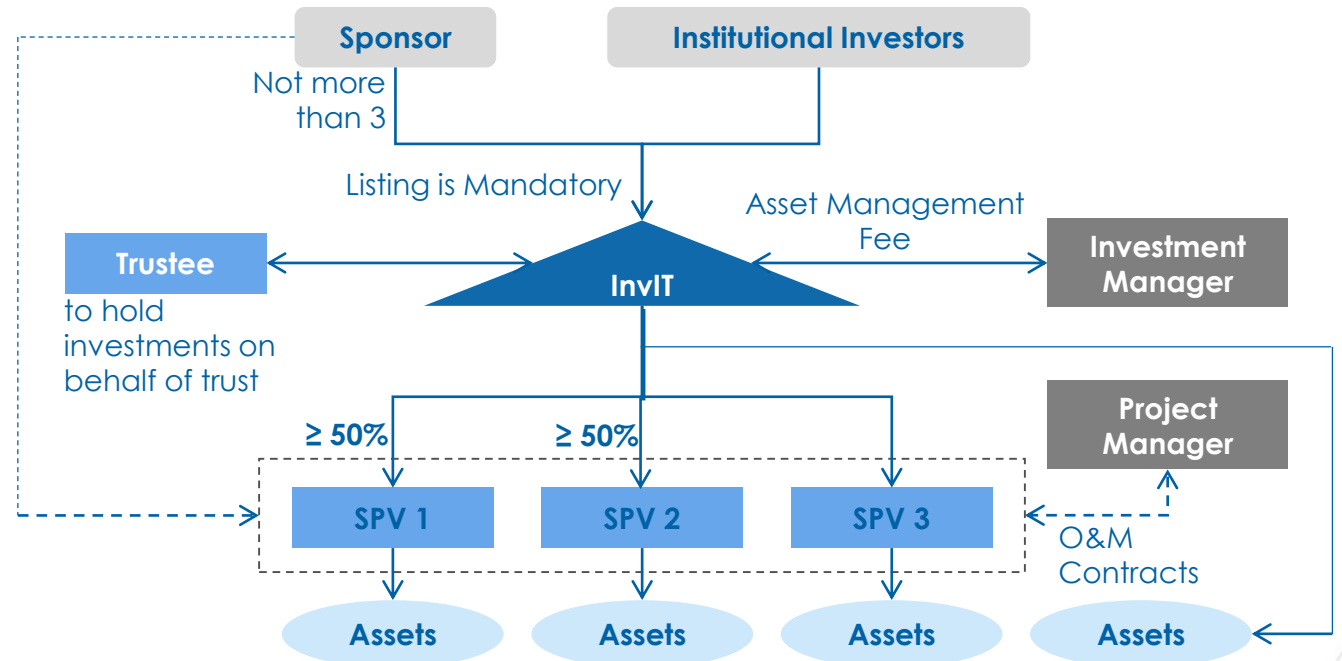 Sponsor
Institutional Investors
Not more
than 3
Listing is Mandatory
Asset Management
Fee
Trustee
InvIT
Investment
Manager
to hold
investments on
behalf of trust
Project
Manager
≥ 50%
≥ 50%
SPV 1
SPV 2
SPV 3
O&M
Contracts
Assets
Assets
Assets
Assets